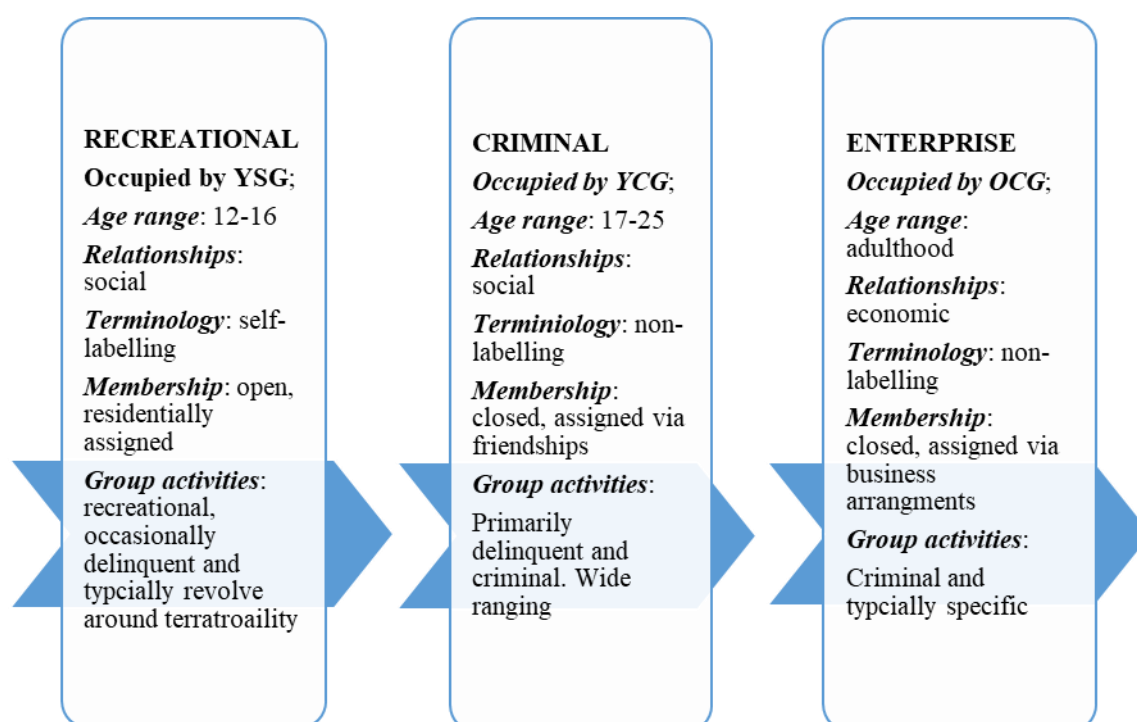 RECREATIONAL
Occupied by YSG;
Age range: 12-16
Relationships:
social
Terminology: self-
labelling
Membership: open,
residentially
assigned
Group activities:
recreational,
occasionally
delinquent and
typcially revolve
around terratroaility
CRIMINAL
Occupied by YCG;
Age range: 17-25
Relationships:
social
Terminiology: non-
labelling
Membership:
closed, assigned via
friendships
Group activities:
Primarily
delinquent and
criminal. Wide
ranging
ENTERPRISE
Occupied by OCG;
Age range:
adulthood
Relationships:
economic
Terminology: non-
labelling
Membership:
closed, assigned via
business
arrangments
Group activities:
Criminal and
typcially specific